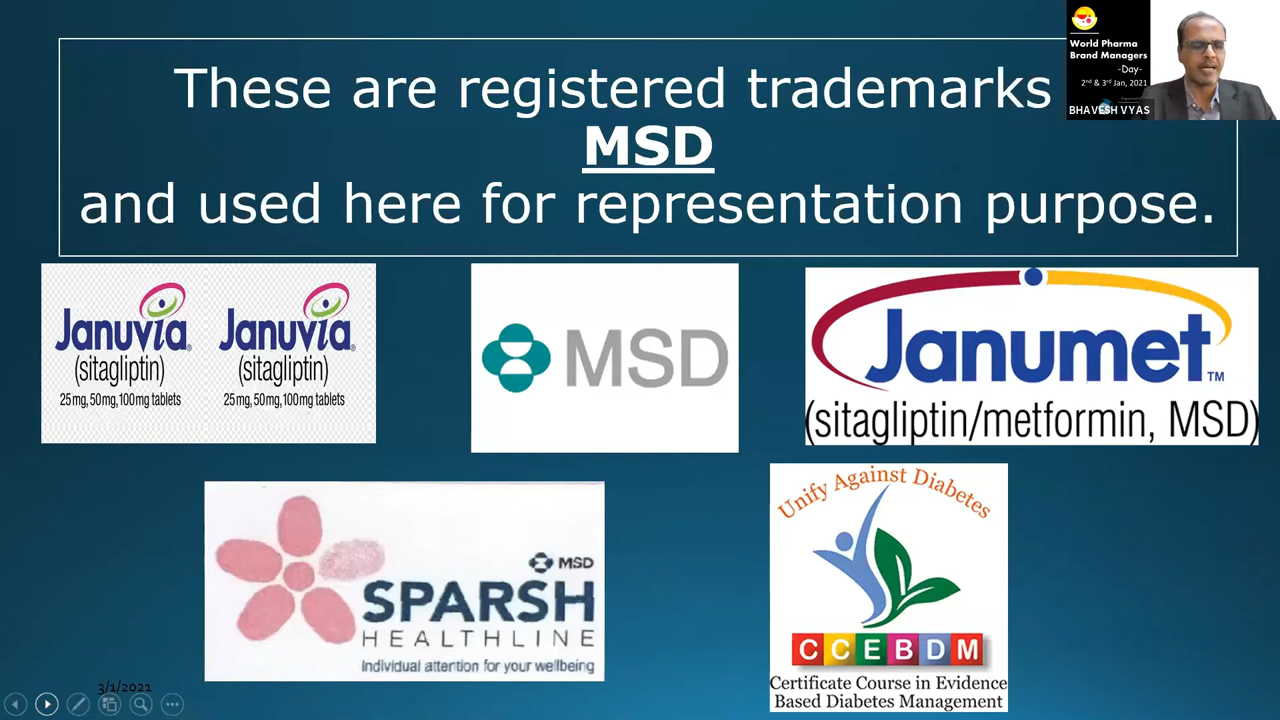 These are registered trademarks
MSD
and used here for representation purpose.
World Pharma
Brand Managers
-Day-
2nd & 3rd Jan, 2021
BHAVESH VYAS
Januvia®
(sitagliptin)
25mg, 50mg, 100mg tablets
Januvia®
(sitagliptin)
25mg, 50mg, 100mg tablets
MSD
Janumet™
(sitagliptin/metformin, MSD)
MSD
SPARSH
HEALTHLINE
Individual attention for your wellbeing
Unify Against Diabetes
CCEBDM
Certificate Course in Evidence
Based Diabetes Management
3/1/2021